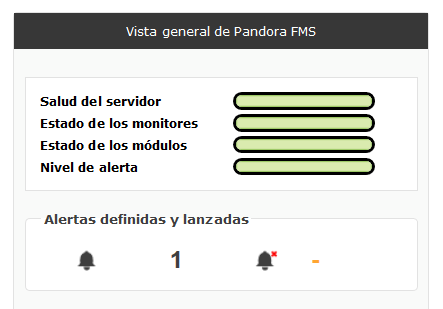 Vista general de Pandora FMS
Salud del servidor
Estado de los monitores
Estado de los módulos
Nivel de alerta
Alertas definidas y lanzadas
1 -